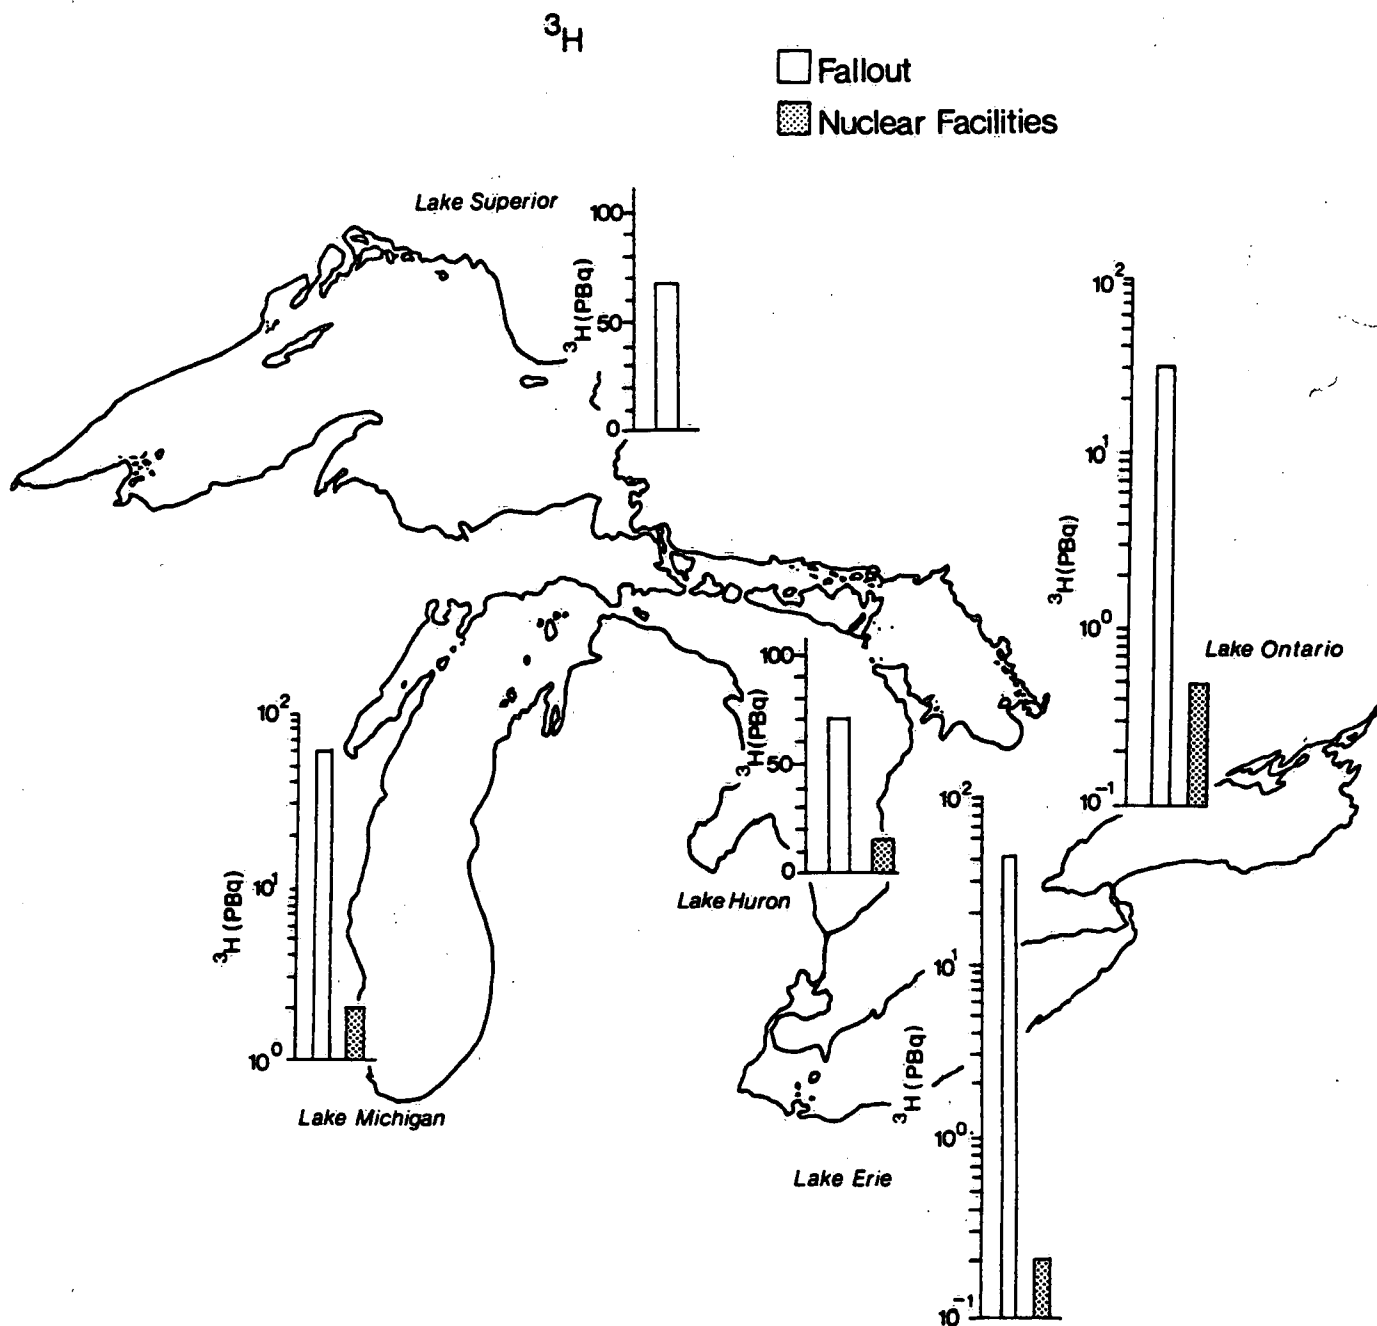 ³H
Fallout
Nuclear Facilities
Lake Superior
100
50
0
³H (PBq)
10²
10¹
10⁰
10⁻¹
³H (PBq)
Lake Ontario
100
50
0
³H (PBq)
Lake Huron
10²
10¹
10⁰
³H (PBq)
Lake Michigan
10²
10¹
10⁰
10⁻¹
³H (PBq)
Lake Erie